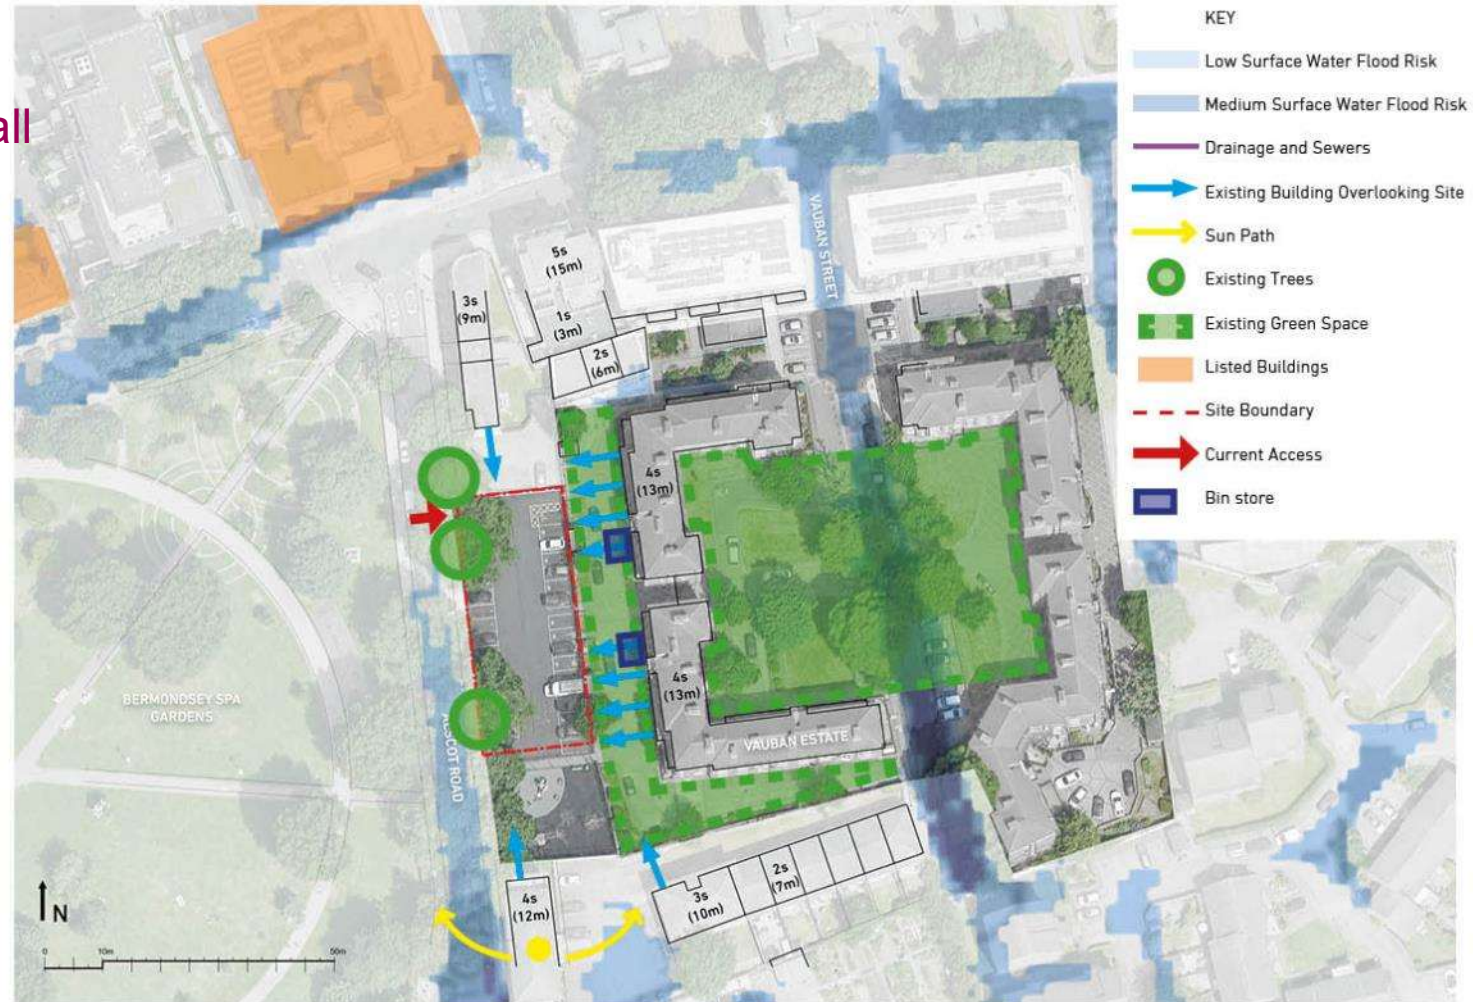 all
KEY
Low Surface Water Flood Risk
Medium Surface Water Flood Risk
Drainage and Sewers
Existing Building Overlooking Site
Sun Path
Existing Trees
Existing Green Space
Listed Buildings
Site Boundary
Current Access
Bin store
VAUBAN STREET
5s
(15m)
3s
(9m)
1s
(3m)
2s
(6m)
4s
(13m)
4s
(13m)
VAUBAN ESTATE
BERMONDSEY SPA
GARDENS
ALSCOT ROAD
2s
(7m)
3s
(10m)
4s
(12m)
N
0 10m 50m